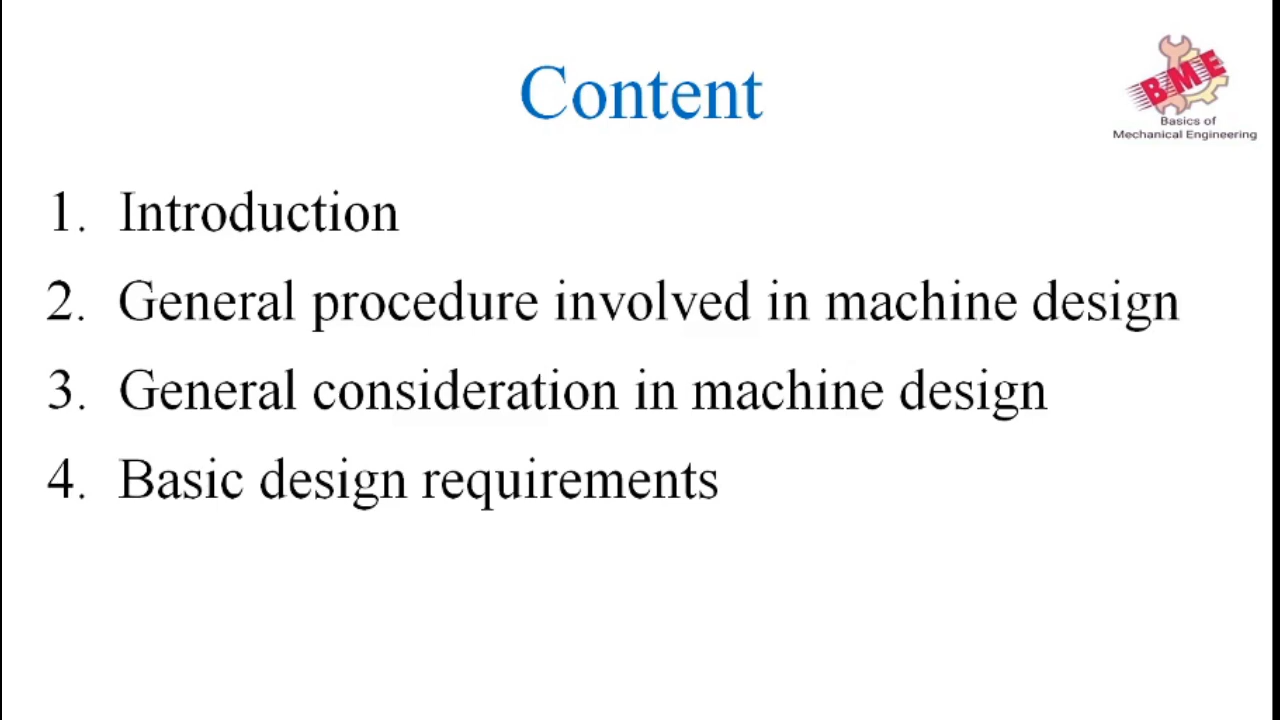 Content
BME
Basics of
Mechanical Engineering
1. Introduction
2. General procedure involved in machine design
3. General consideration in machine design
4. Basic design requirements